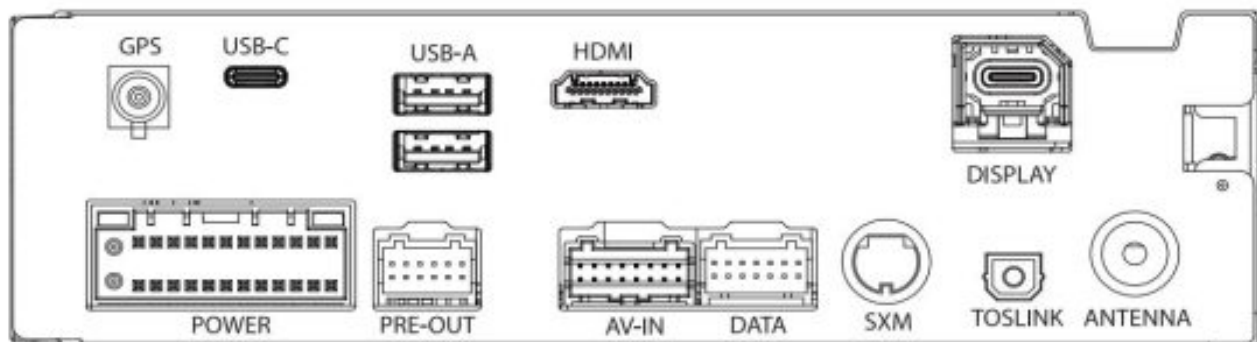 GPS
USB-C
USB-A
HDMI
DISPLAY
POWER
PRE-OUT
AV-IN
DATA
SXM
TOSLINK
ANTENNA